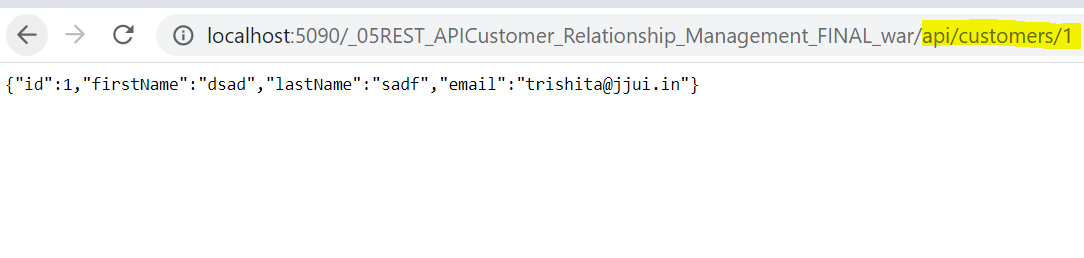 localhost:5090/_05REST_APICustomer_Relationship_Management_FINAL_war/api/customers/1
{"id":1,"firstName":"dsad","lastName":"sadf","email":"trishita@jjui.in"}